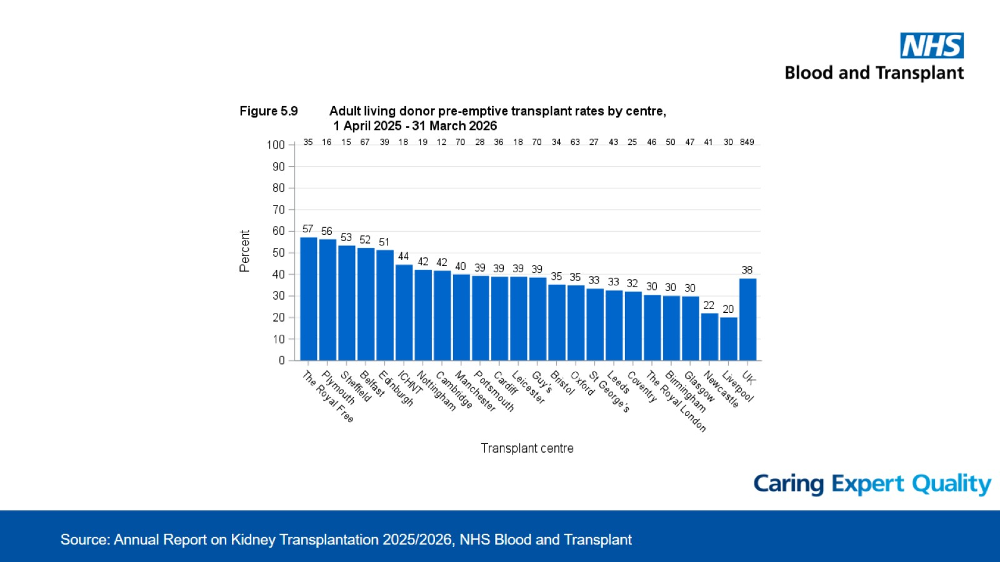 NHS
Blood and Transplant
Figure 5.9 Adult living donor pre-emptive transplant rates by centre,
1 April 2025 - 31 March 2026
35 16 15 67 39 18 19 12 70 28 36 18 70 34 63 27 43 25 46 50 47 41 30 849
100
90
80
70
60
50
40
30
20
10
0
Percent
57 56 53 52 51 44 42 42 40 39 39 39 39 35 35 33 33 32 30 30 30 22 20 38
The Royal Free
Plymouth
Sheffield
Belfast
Edinburgh
ICHNT
Nottingham
Cambridge
Manchester
Portsmouth
Cardiff
Leicester
Guy's
Bristol
Oxford
St George's
Leeds
Coventry
The Royal London
Birmingham
Glasgow
Newcastle
Liverpool
UK
Transplant centre
Caring Expert Quality
Source: Annual Report on Kidney Transplantation 2025/2026, NHS Blood and Transplant